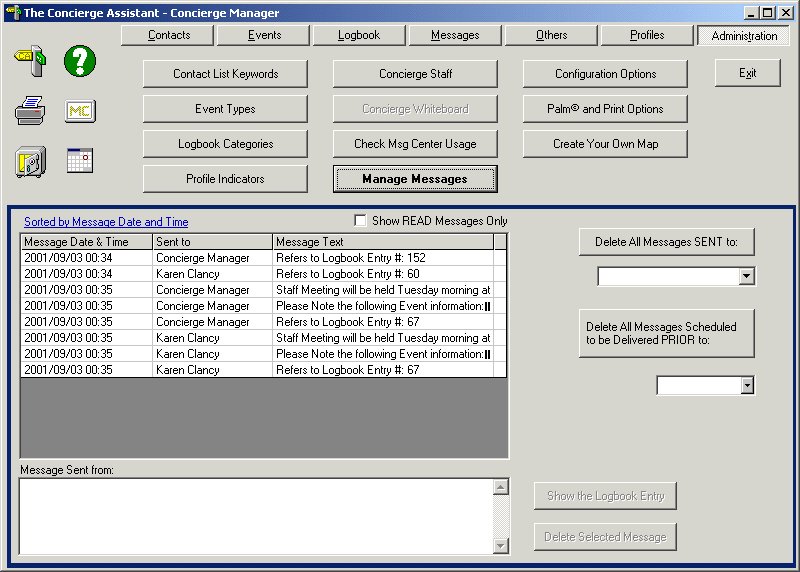 The Concierge Assistant - Concierge Manager
Contacts Events Logbook Messages Others Profiles Administration
Contact List Keywords Concierge Staff Configuration Options Exit
Event Types Concierge Whiteboard Palm© and Print Options
MC
Logbook Categories Check Msg Center Usage Create Your Own Map
Profile Indicators Manage Messages
Sorted by Message Date and Time Show READ Messages Only
Message Date & Time Sent to Message Text
2001/09/03 00:34 Concierge Manager Refers to Logbook Entry #: 152
2001/09/03 00:34 Karen Clancy Refers to Logbook Entry #: 60
2001/09/03 00:35 Concierge Manager Staff Meeting will be held Tuesday morning at
2001/09/03 00:35 Concierge Manager Please Note the following Event information:
2001/09/03 00:35 Concierge Manager Refers to Logbook Entry #: 67
2001/09/03 00:35 Karen Clancy Staff Meeting will be held Tuesday morning at
2001/09/03 00:35 Karen Clancy Please Note the following Event information:
2001/09/03 00:35 Karen Clancy Refers to Logbook Entry #: 67
Delete All Messages SENT to:
Delete All Messages Scheduled
to be Delivered PRIOR to:
Message Sent from:
Show the Logbook Entry
Delete Selected Message